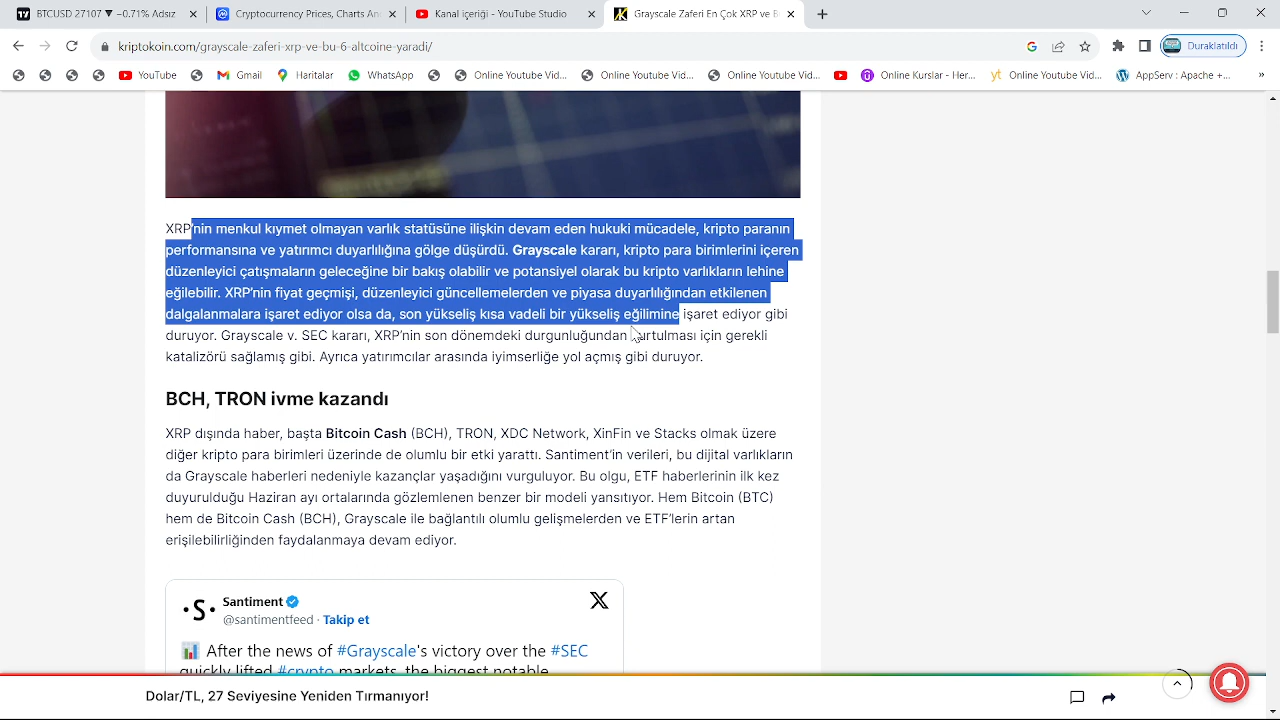 BTCUSD 27107 ▼ −0.71% Adsız
Cryptocurrency Prices, Charts An
Kanal içeriği - YouTube Studio
Grayscale Zaferi En Çok XRP ve B
kriptokoin.com/grayscale-zaferi-xrp-ve-bu-6-altcoine-yaradi/
Duraklatıldı
YouTube
Gmail
Haritalar
WhatsApp
Online Youtube Vid...
Online Youtube Vid...
Online Youtube Vid...
Online Kurslar - Her...
yt Online Youtube Vid...
AppServ : Apache +...
»
XRP'nin menkul kıymet olmayan varlık statüsüne ilişkin devam eden hukuki mücadele, kripto paranın
performansına ve yatırımcı duyarlılığına gölge düşürdü. Grayscale kararı, kripto para birimlerini içeren
düzenleyici çatışmaların geleceğine bir bakış olabilir ve potansiyel olarak bu kripto varlıkların lehine
eğilebilir. XRP'nin fiyat geçmişi, düzenleyici güncellemelerden ve piyasa duyarlılığından etkilenen
dalgalanmalara işaret ediyor olsa da, son yükseliş kısa vadeli bir yükseliş eğilimine işaret ediyor gibi
duruyor. Grayscale v. SEC kararı, XRP'nin son dönemdeki durgunluğundan kurtulması için gerekli
katalizörü sağlamış gibi. Ayrıca yatırımcılar arasında iyimserliğe yol açmış gibi duruyor.
BCH, TRON ivme kazandı
XRP dışında haber, başta Bitcoin Cash (BCH), TRON, XDC Network, XinFin ve Stacks olmak üzere
diğer kripto para birimleri üzerinde de olumlu bir etki yarattı. Santiment'in verileri, bu dijital varlıkların
da Grayscale haberleri nedeniyle kazançlar yaşadığını vurguluyor. Bu olgu, ETF haberlerinin ilk kez
duyurulduğu Haziran ayı ortalarında gözlemlenen benzer bir modeli yansıtıyor. Hem Bitcoin (BTC)
hem de Bitcoin Cash (BCH), Grayscale ile bağlantılı olumlu gelişmelerden ve ETF'lerin artan
erişilebilirliğinden faydalanmaya devam ediyor.
·S·
Santiment
@santimentfeed · Takip et
After the news of #Grayscale's victory over the #SEC
quickly lifted #crypto markets, the biggest notable
Dolar/TL, 27 Seviyesine Yeniden Tırmanıyor!